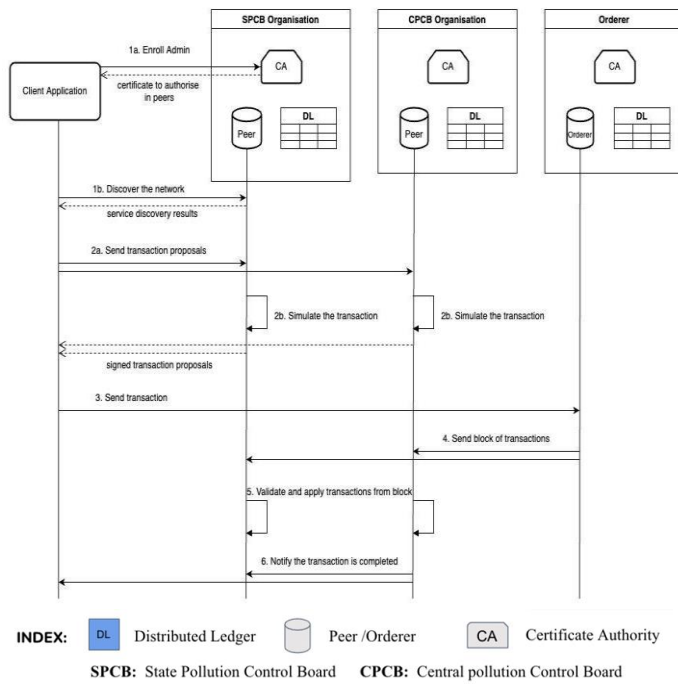 SPCB Organisation
CPCB Organisation
Orderer
1a. Enroll Admin
CA
CA
CA
Client Application
certificate to authorise
in peers
Peer
DL
Peer
DL
Orderer
DL
1b. Discover the network
service discovery results
2a. Send transaction proposals
2b. Simulate the transaction
2b. Simulate the transaction
signed transaction proposals
3. Send transaction
4. Send block of transactions
5. Validate and apply transactions from block
6. Notify the transaction is completed
INDEX: DL Distributed Ledger Peer /Orderer CA Certificate Authority
SPCB: State Pollution Control Board CPCB: Central pollution Control Board